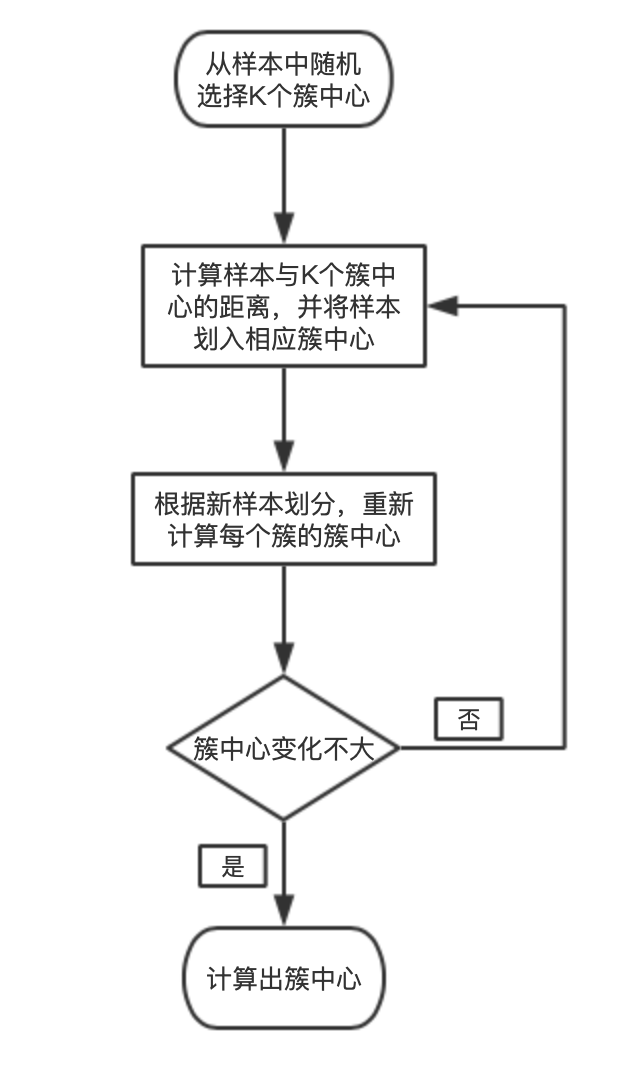 从样本中随机
选择K个簇中心
计算样本与K个簇中
心的距离，并将样本
划入相应簇中心
根据新样本划分，重新
计算每个簇的簇中心
簇中心变化不大
否
是
计算出簇中心